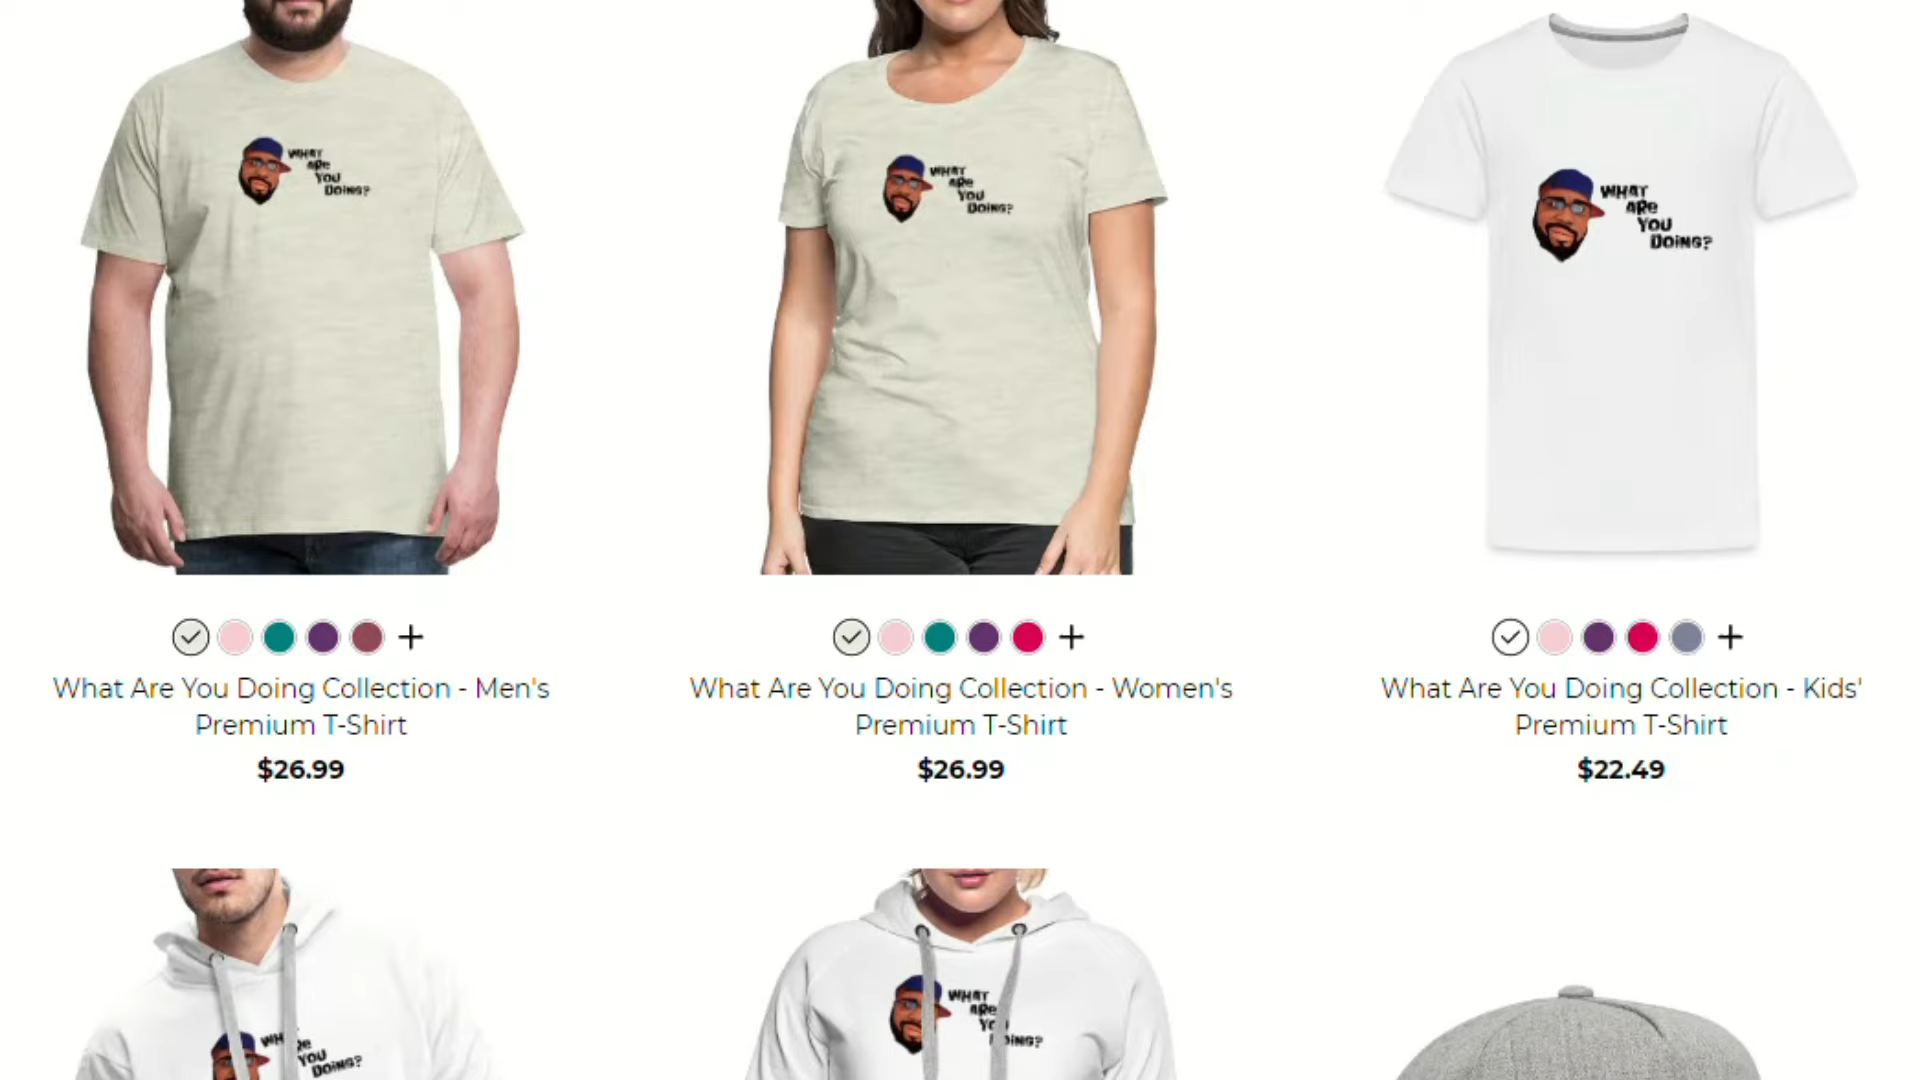 WHAT
ARe
YOU
DOING?
WHAT
ARe
YOU
DOING?
WHAT
ARe
YOU
DOING?
What Are You Doing Collection - Men's
Premium T-Shirt
$26.99
What Are You Doing Collection - Women's
Premium T-Shirt
$26.99
What Are You Doing Collection - Kids'
Premium T-Shirt
$22.49
YOU
DOING?
WHAT
ARe